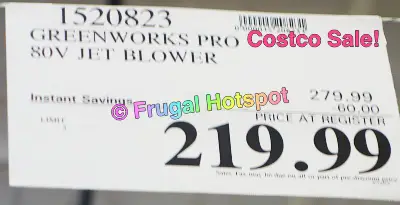 1520823
GREENWORKS PRO
Costco Sale!
80V JET BLOWER
Instant Savings
279.99
60.00
© Frugal Hotspot
LIMIT
PRICE AT REGISTER
219.99